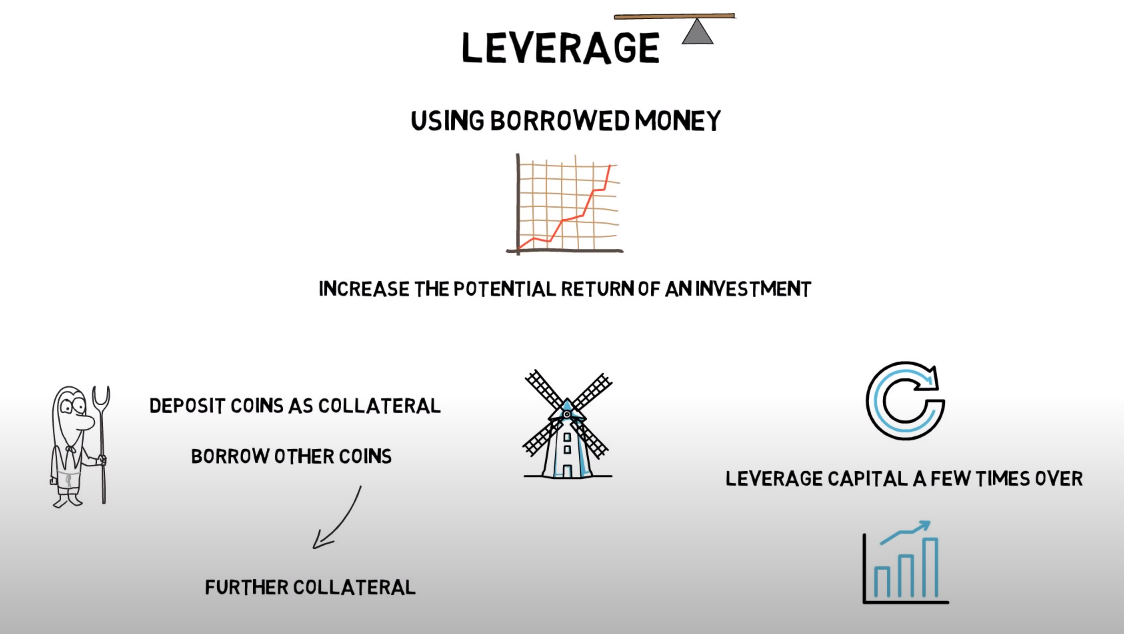 LEVERAGE
USING BORROWED MONEY
INCREASE THE POTENTIAL RETURN OF AN INVESTMENT
DEPOSIT COINS AS COLLATERAL
BORROW OTHER COINS
FURTHER COLLATERAL
LEVERAGE CAPITAL A FEW TIMES OVER